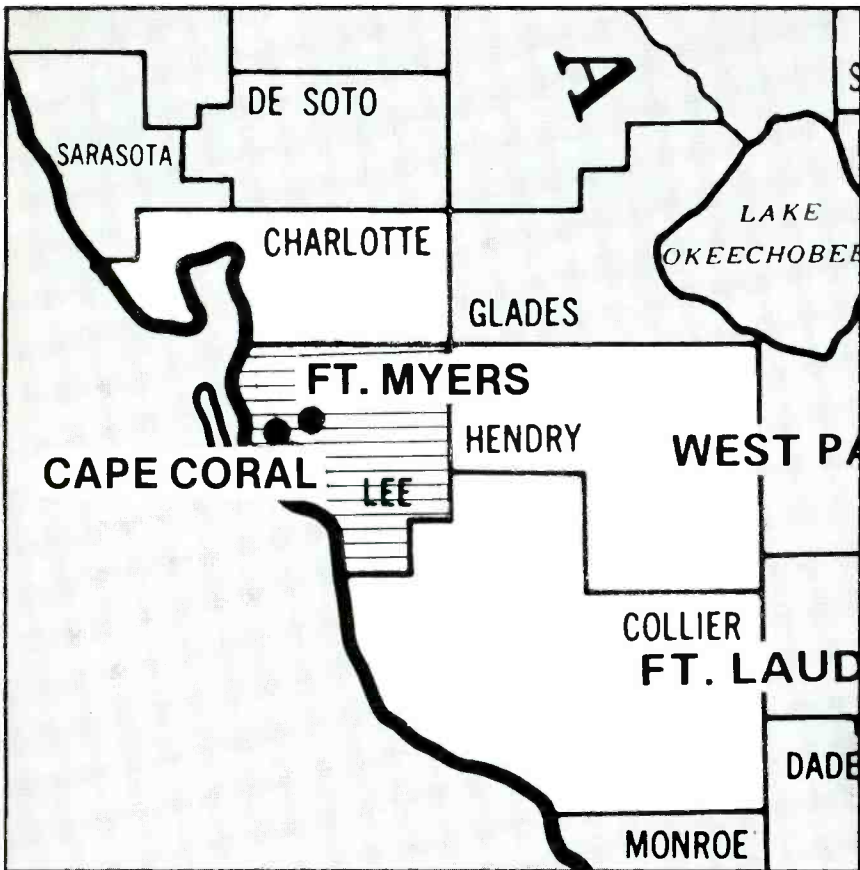 A
S
DE SOTO
SARASOTA
LAKE
OKEECHOBEE
CHARLOTTE
GLADES
FT. MYERS
HENDRY
WEST PA
CAPE CORAL
LEE
COLLIER
FT. LAUD
DADE
MONROE